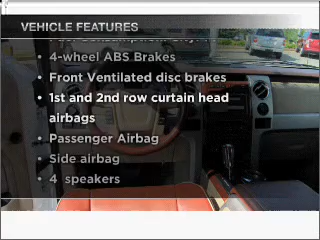 VEHICLE FEATURES
• 4-wheel ABS Brakes
• Front Ventilated disc brakes
• 1st and 2nd row curtain head
airbags
• Passenger Airbag
• Side airbag
• 4 speakers